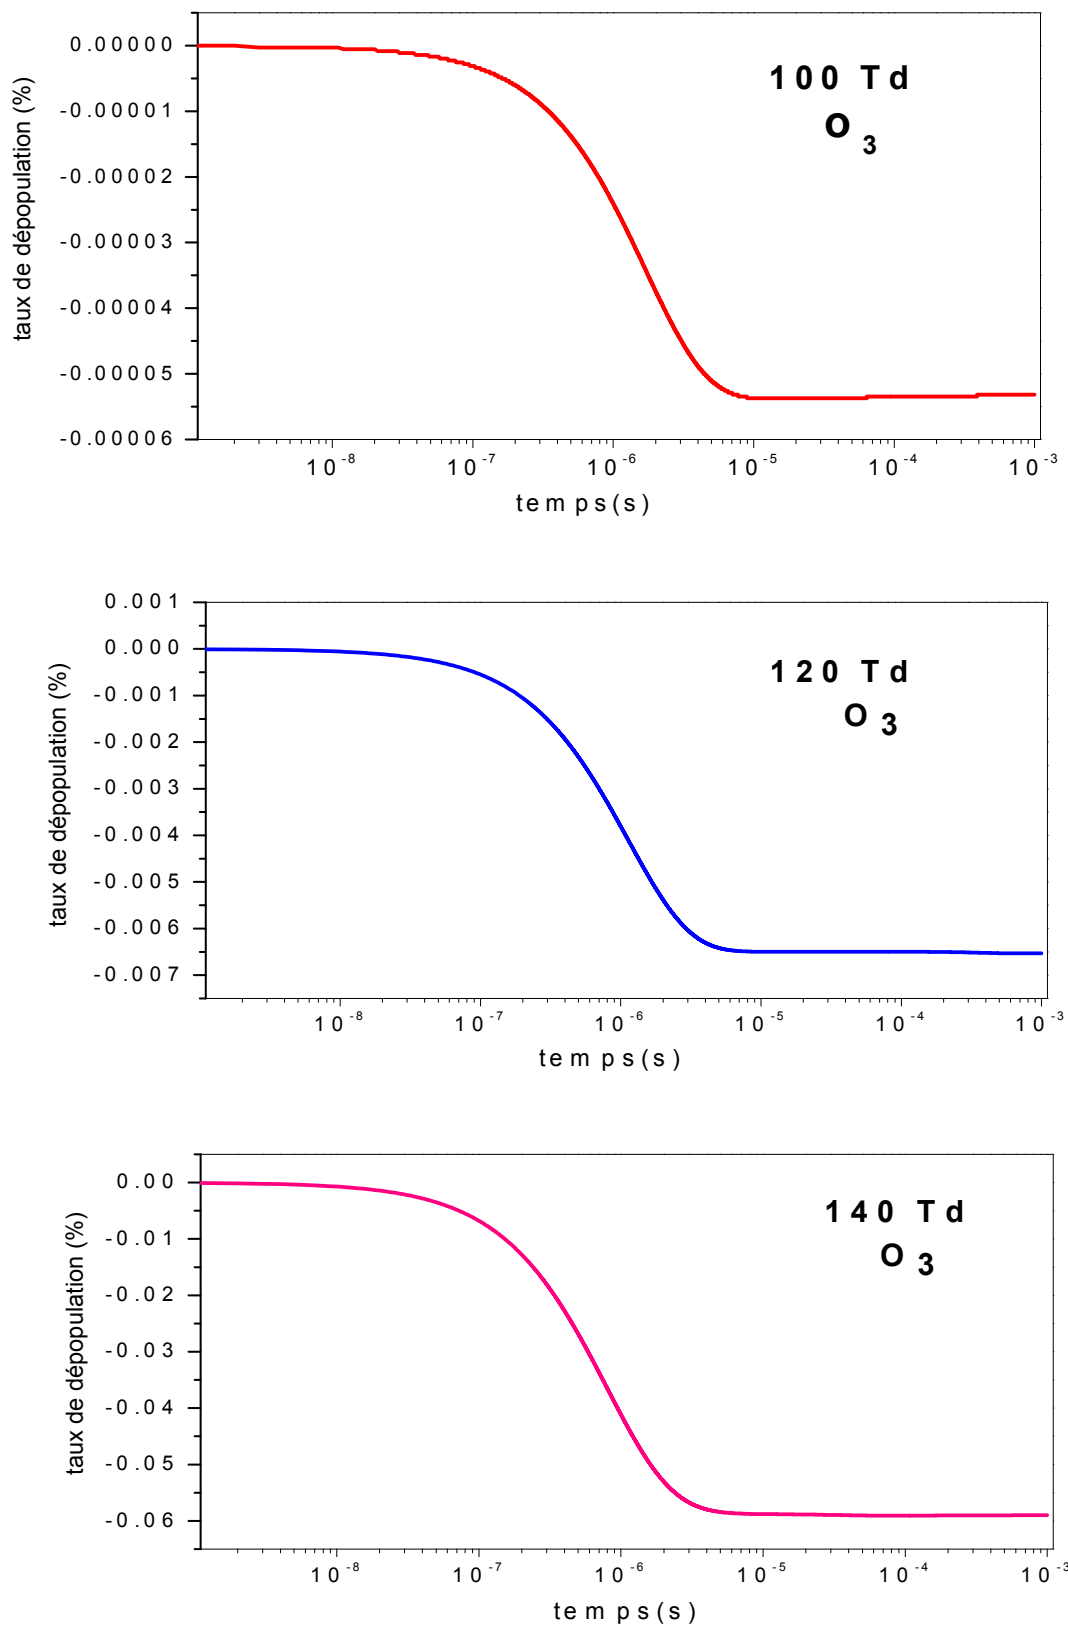 taux de dépopulation (%)
0.00000
-0.00001
-0.00002
-0.00003
-0.00004
-0.00005
-0.00006
100 Td
O3
10-8 10-7 10-6 10-5 10-4 10-3
temps(s)
taux de dépopulation (%)
0.001
0.000
-0.001
-0.002
-0.003
-0.004
-0.005
-0.006
-0.007
120 Td
O3
10-8 10-7 10-6 10-5 10-4 10-3
temps(s)
taux de dépopulation (%)
0.00
-0.01
-0.02
-0.03
-0.04
-0.05
-0.06
140 Td
O3
10-8 10-7 10-6 10-5 10-4 10-3
temps(s)